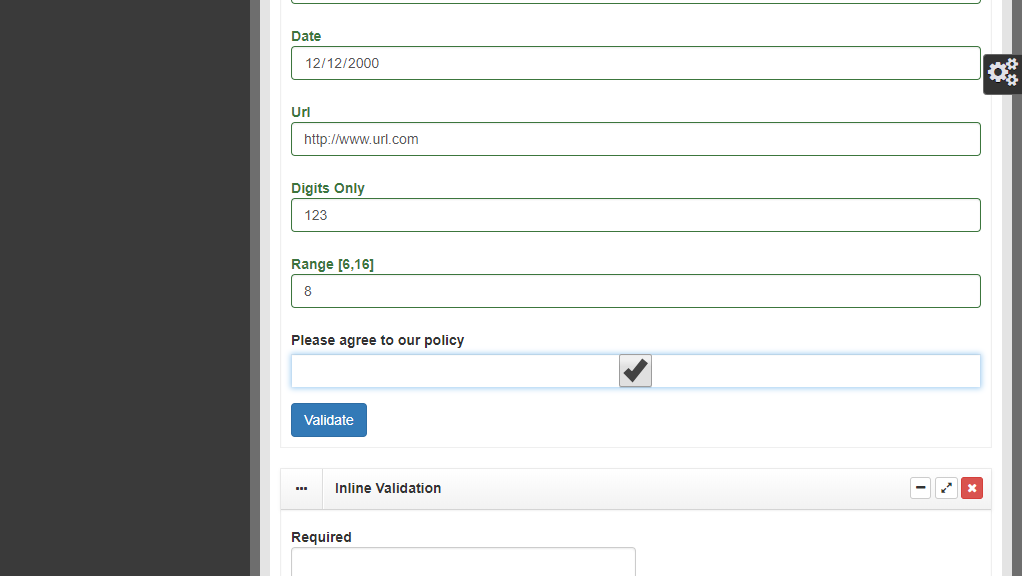 Date
12/12/2000
Url
http://www.url.com
Digits Only
123
Range [6,16]
8
Please agree to our policy
Validate
Inline Validation
Required